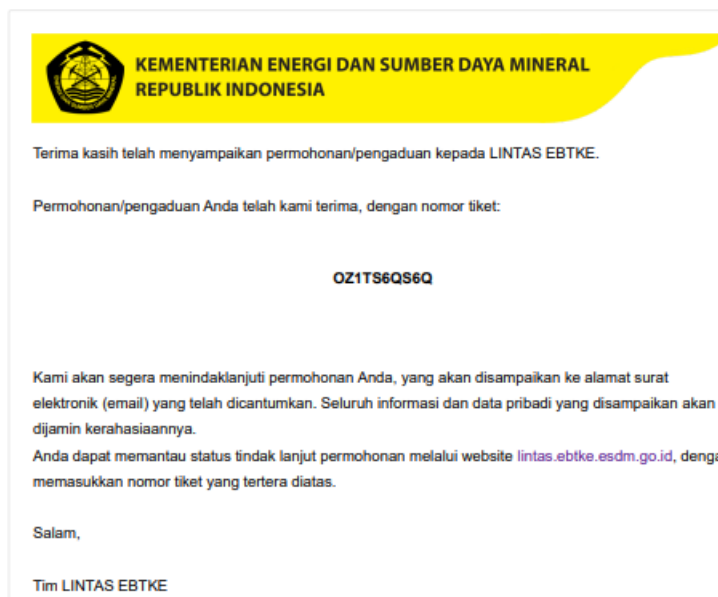 KEMENTERIAN ENERGI DAN SUMBER DAYA MINERAL
REPUBLIK INDONESIA
Terima kasih telah menyampaikan permohonan/pengaduan kepada LINTAS EBTKE.
Permohonan/pengaduan Anda telah kami terima, dengan nomor tiket:
OZ1TS6QS6Q
Kami akan segera menindaklanjuti permohonan Anda, yang akan disampaikan ke alamat surat
elektronik (email) yang telah dicantumkan. Seluruh informasi dan data pribadi yang disampaikan akan
dijamin kerahasiaannya.
Anda dapat memantau status tindak lanjut permohonan melalui website lintas.ebtke.esdm.go.id, denga
memasukkan nomor tiket yang tertera diatas.
Salam,
Tim LINTAS EBTKE